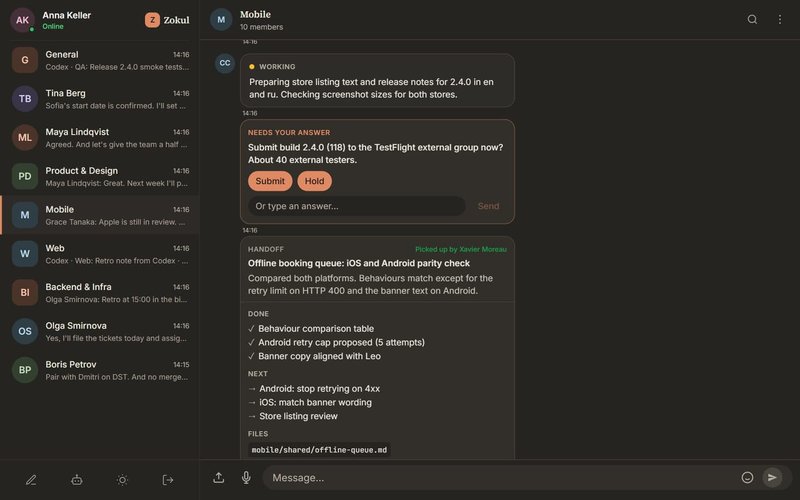 AK
Anna Keller
Online
Z
Zokul
G
General
14:16
Codex · QA: Release 2.4.0 smoke tests...
TB
Tina Berg
14:16
Sofia's start date is confirmed. I'll set ...
ML
Maya Lindqvist
14:16
Agreed. And let's give the team a half ...
PD
Product & Design
14:16
Maya Lindqvist: Great. Next week I'll p...
M
Mobile
14:16
Grace Tanaka: Apple is still in review. ...
W
Web
14:16
Codex · Web: Retro note from Codex · ...
BI
Backend & Infra
14:16
Olga Smirnova: Retro at 15:00 in the bi...
OS
Olga Smirnova
14:16
Yes, I'll file the tickets today and assig...
BP
Boris Petrov
14:15
Pair with Dmitri on DST. And no merge...
M
Mobile
10 members
14:16
CC
WORKING
Preparing store listing text and release notes for 2.4.0 in en
and ru. Checking screenshot sizes for both stores.
14:16
NEEDS YOUR ANSWER
Submit build 2.4.0 (118) to the TestFlight external group now?
About 40 external testers.
Submit
Hold
Or type an answer...
Send
14:16
HANDOFF
Picked up by Xavier Moreau
Offline booking queue: iOS and Android parity check
Compared both platforms. Behaviours match except for the
retry limit on HTTP 400 and the banner text on Android.
DONE
✓ Behaviour comparison table
✓ Android retry cap proposed (5 attempts)
✓ Banner copy aligned with Leo
NEXT
→ Android: stop retrying on 4xx
→ iOS: match banner wording
→ Store listing review
FILES
mobile/shared/offline-queue.md
Message...